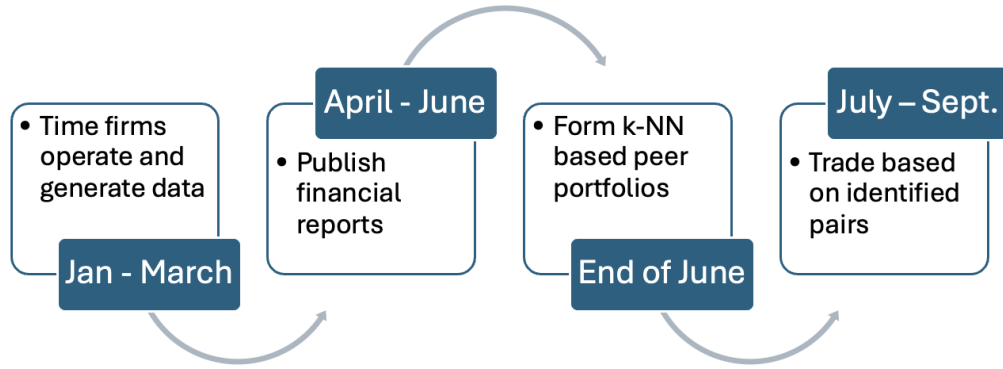 • Time firms
operate and
generate data
Jan - March
April - June
• Publish
financial
reports
• Form k-NN
based peer
portfolios
End of June
July – Sept.
• Trade based
on identified
pairs